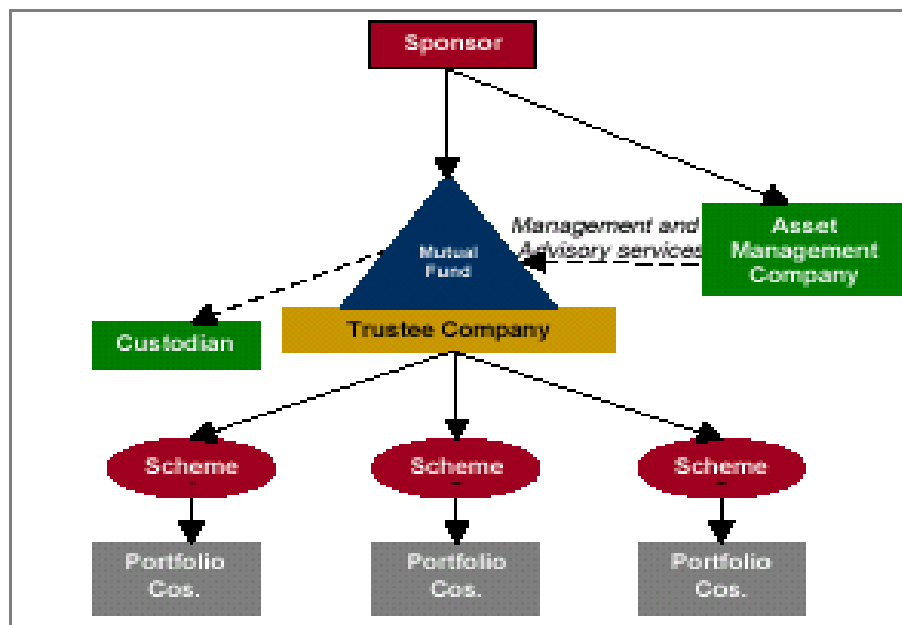 Sponsor
Management and
Advisory services
Asset
Management
Company
Mutual
Fund
Trustee Company
Custodian
Scheme
Scheme
Scheme
Portfolio
Cos.
Portfolio
Cos.
Portfolio
Cos.